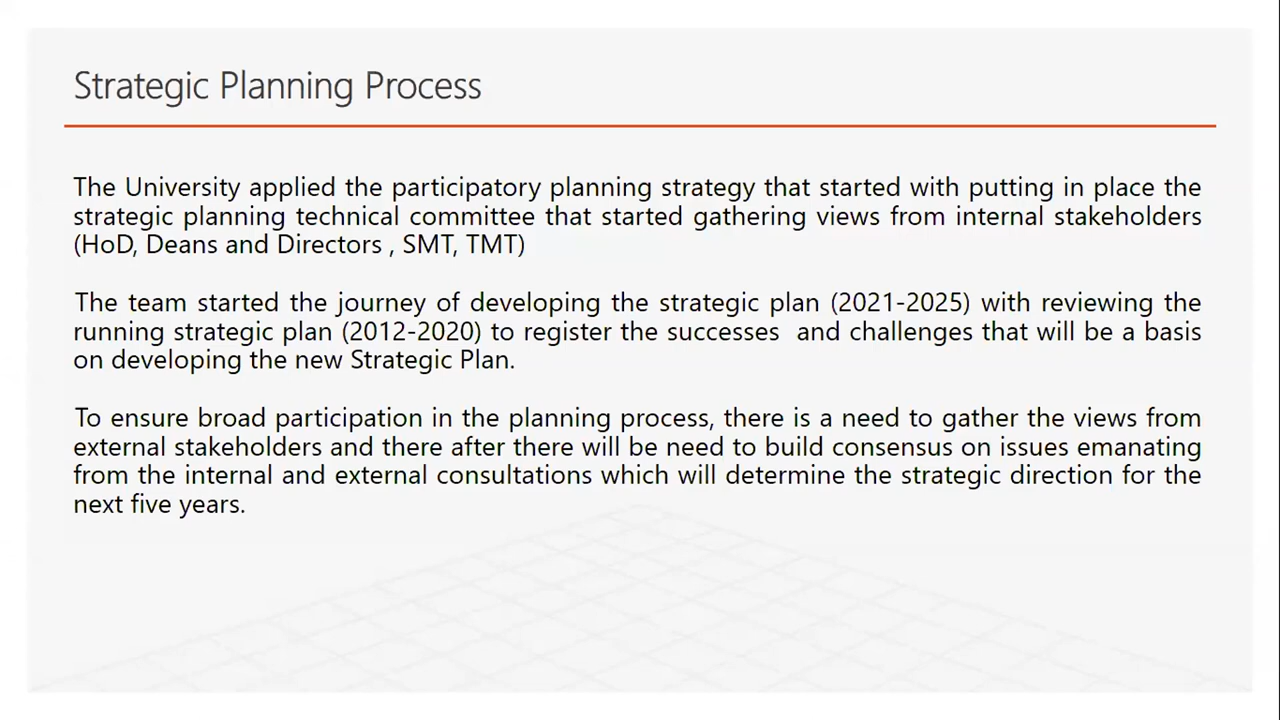 Strategic Planning Process
The University applied the participatory planning strategy that started with putting in place the
strategic planning technical committee that started gathering views from internal stakeholders
(HoD, Deans and Directors , SMT, TMT)
The team started the journey of developing the strategic plan (2021-2025) with reviewing the
running strategic plan (2012-2020) to register the successes  and challenges that will be a basis
on developing the new Strategic Plan.
To ensure broad participation in the planning process, there is a need to gather the views from
external stakeholders and there after there will be need to build consensus on issues emanating
from the internal and external consultations which will determine the strategic direction for the
next five years.